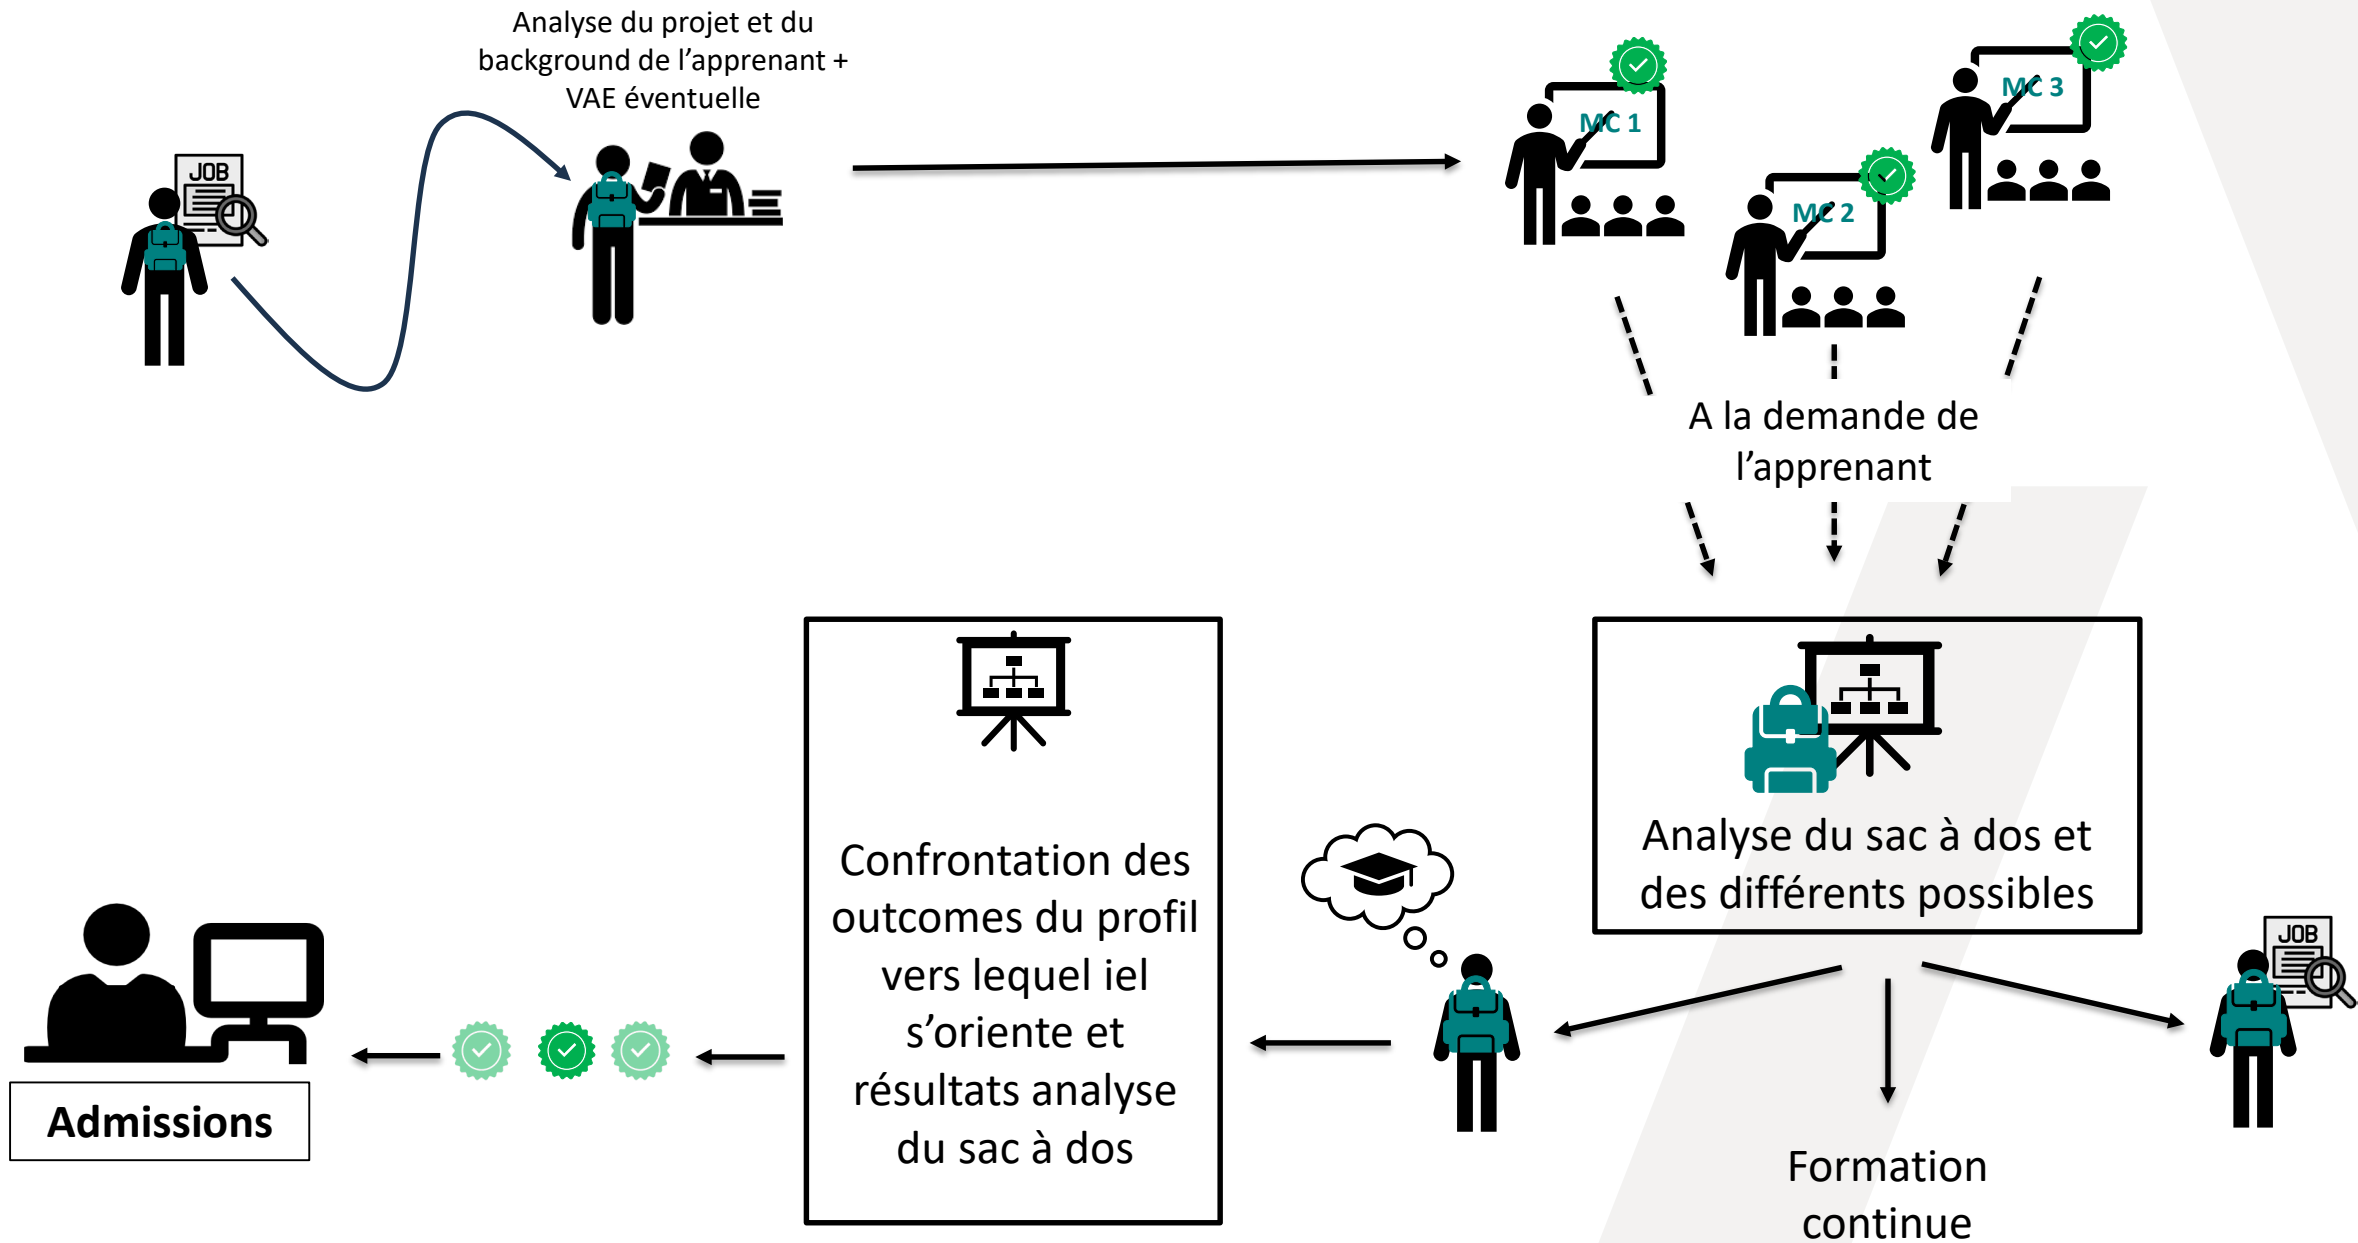 Analyse du projet et du
background de l’apprenant +
VAE éventuelle
JOB
MC 1
MC 2
MC 3
A la demande de
l’apprenant
Analyse du sac à dos et
des différents possibles
JOB
Formation
continue
Confrontation des
outcomes du profil
vers lequel iel
s’oriente et
résultats analyse
du sac à dos
Admissions